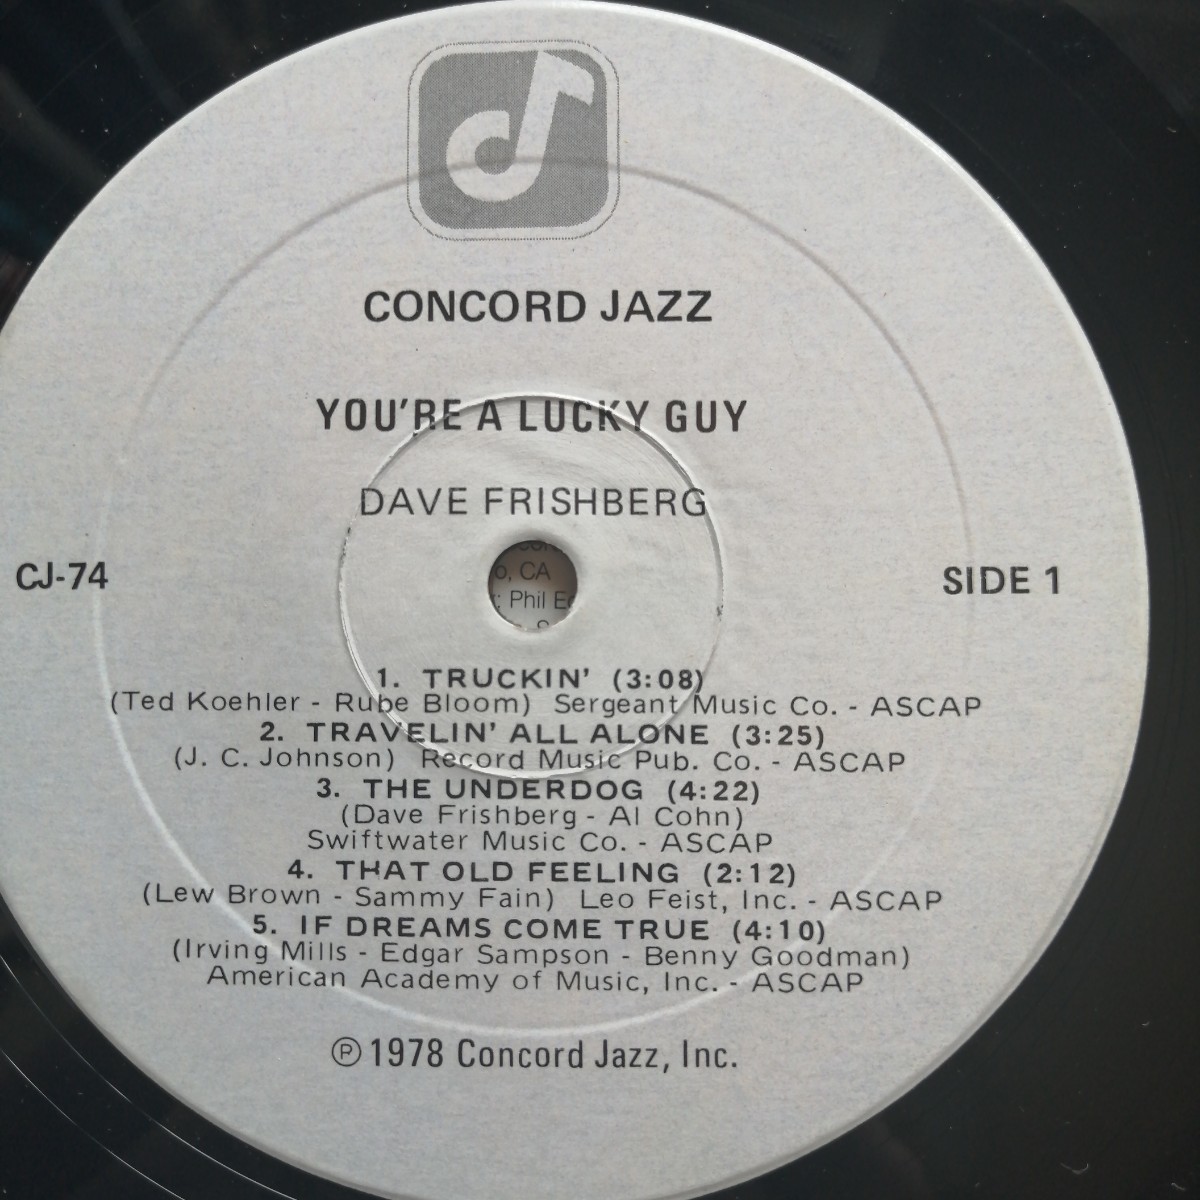 CONCORD JAZZ
YOU'RE A LUCKY GUY
DAVE FRISHBERG
CJ-74
SIDE 1
CA
Phil
1. TRUCKIN' (3:08)
(Ted Koehler - Rube Bloom) Sergeant Music Co. - ASCAP
2. TRAVELIN' ALL ALONE (3:25)
(J. C. Johnson) Record Music Pub. Co. - ASCAP
3. THE UNDERDOG (4:22)
(Dave Frishberg - Al Cohn)
Swiftwater Music Co. - ASCAP
4. THAT OLD FEELING (2:12)
(Lew Brown - Sammy Fain) Leo Feist, Inc. - ASCAP
5. IF DREAMS COME TRUE (4:10)
(Irving Mills - Edgar Sampson - Benny Goodman)
American Academy of Music, Inc. - ASCAP
℗ 1978 Concord Jazz, Inc.